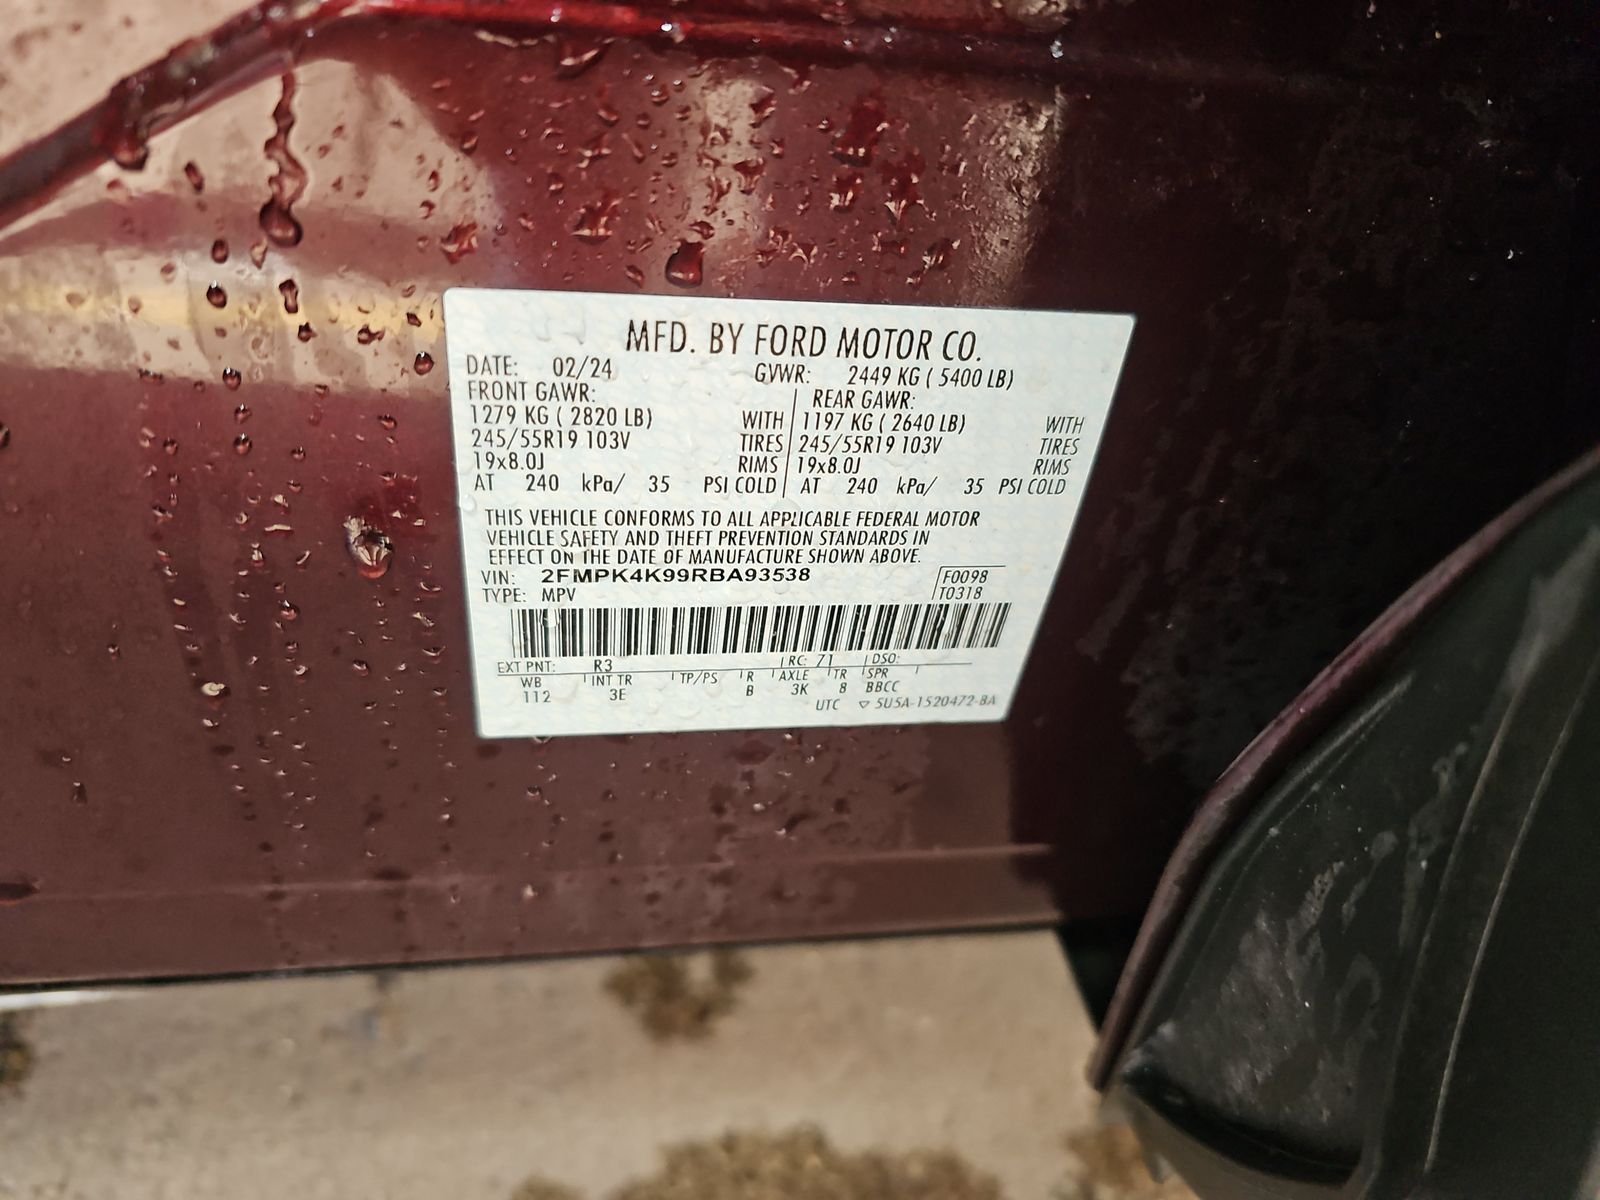 MFD. BY FORD MOTOR CO.
DATE: 02/24 GVWR: 2449 KG ( 5400 LB)
FRONT GAWR: REAR GAWR:
1279 KG ( 2820 LB) WITH 1197 KG ( 2640 LB) WITH
245/55R19 103V TIRES 245/55R19 103V TIRES
19x8.0J RIMS 19x8.0J RIMS
AT 240 kPa/ 35 PSI COLD AT 240 kPa/ 35 PSI COLD
THIS VEHICLE CONFORMS TO ALL APPLICABLE FEDERAL MOTOR
VEHICLE SAFETY AND THEFT PREVENTION STANDARDS IN
EFFECT ON THE DATE OF MANUFACTURE SHOWN ABOVE.
VIN: 2FMPK4K99RBA93538 F0098
TYPE: MPV T0318
EXT PNT: R3 RC: 71 DSO:
WB INT TR TP/PS R AXLE TR SPR
112 3E B 3K 8 BBCC
UTC ▽ 5U5A-1520472-BA